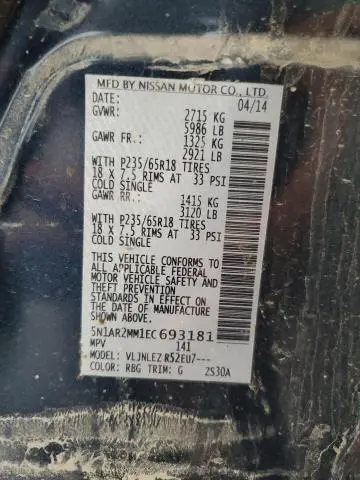 MFD BY NISSAN MOTOR CO., LTD.
DATE: 04/14
GVWR: 2715 KG
5986 LB
GAWR FR.: 1325 KG
2921 LB
WITH P235/65R18 TIRES
18 X 7.5 RIMS AT 33 PSI
COLD SINGLE
GAWR RR.: 1415 KG
3120 LB
WITH P235/65R18 TIRES
18 X 7.5 RIMS AT 33 PSI
COLD SINGLE
THIS VEHICLE CONFORMS TO
ALL APPLICABLE FEDERAL
MOTOR VEHICLE SAFETY AND
THEFT PREVENTION
STANDARDS IN EFFECT ON
THE DATE OF MANUFACTURE
SHOWN ABOVE.
5N1AR2MM1EC693181
MPV 141
MODEL: VLJNLEZ R52EU7---
COLOR: RBG TRIM: G ZS30A